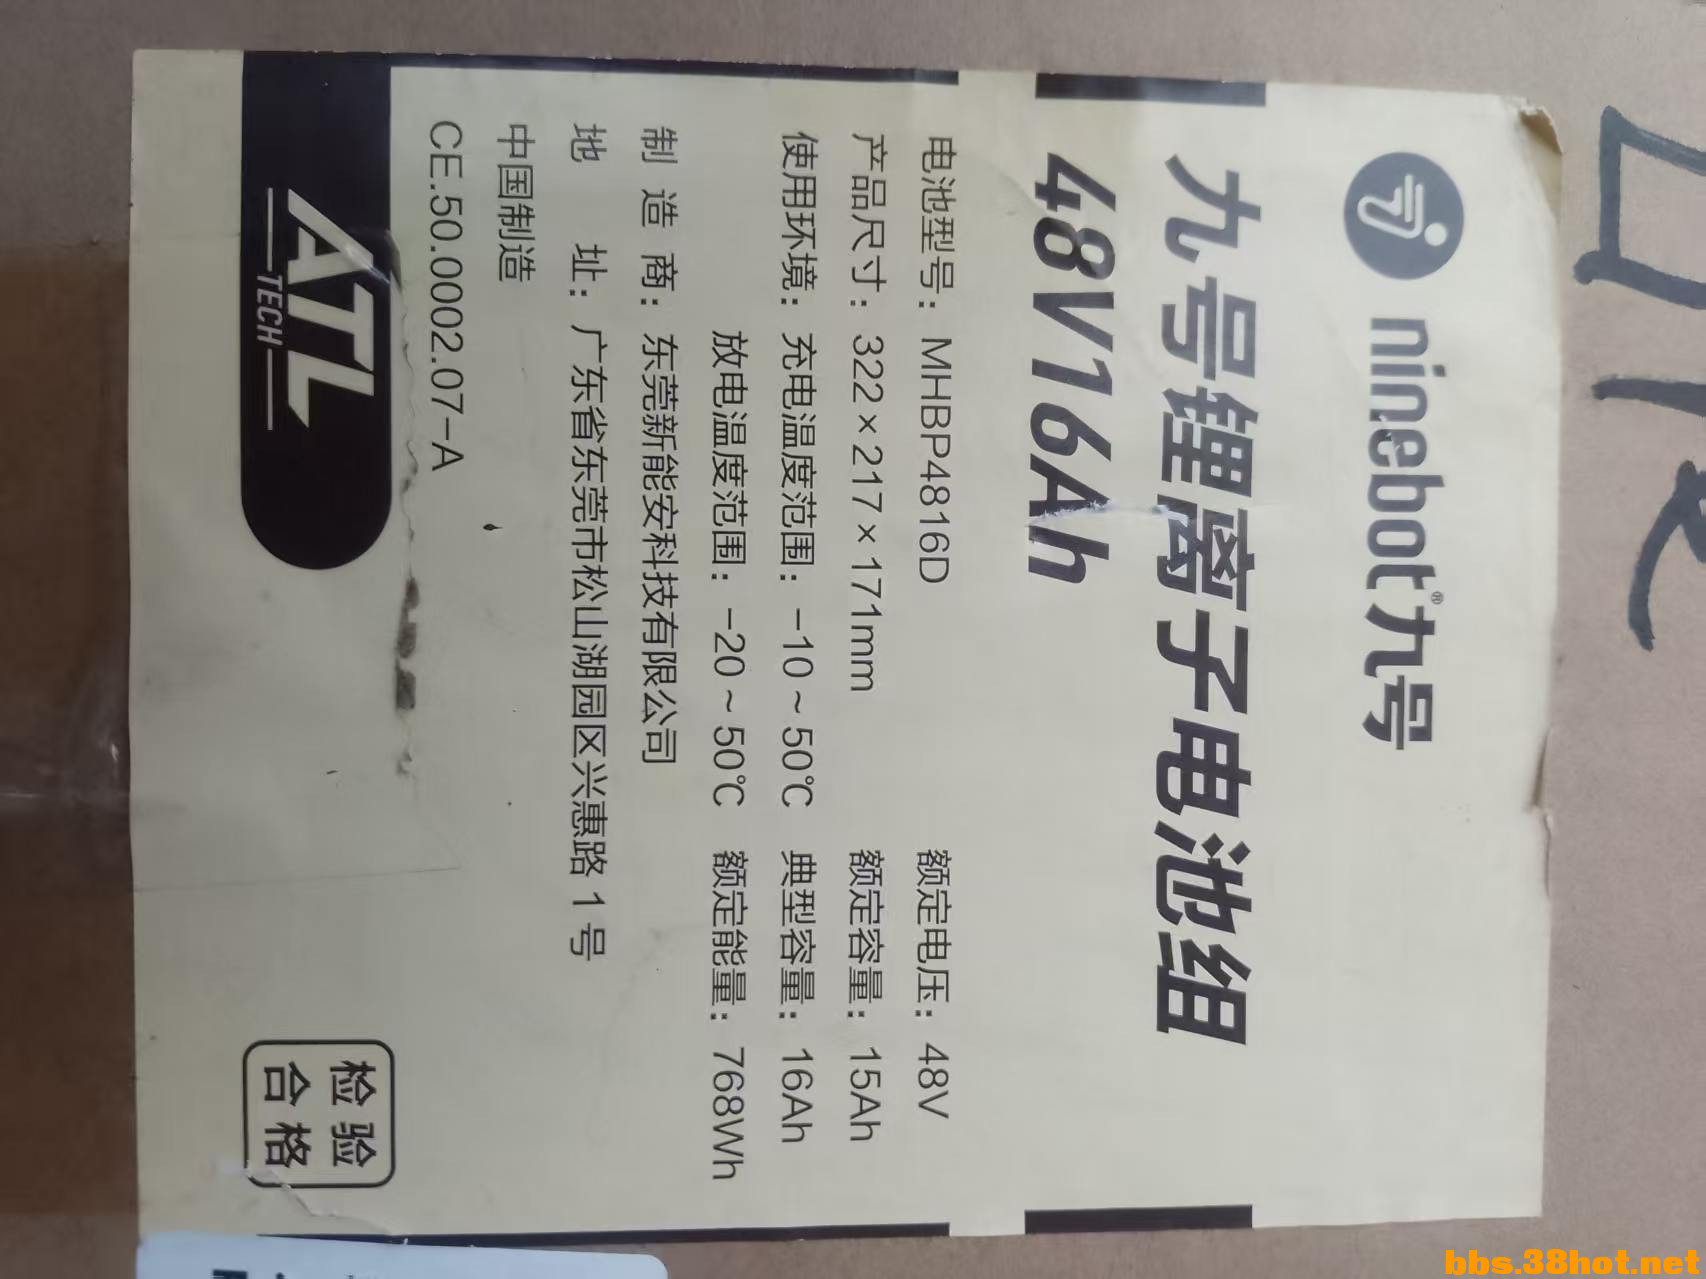 ninebot®九号
九号锂离子电池组
48V16Ah
电池型号：MHBP4816D 额定电压：48V
产品尺寸：322×217×171mm 额定容量：15Ah
使用环境：充电温度范围：-10~50℃ 典型容量：16Ah
放电温度范围：-20~50℃ 额定能量：768Wh
制造商：东莞新能安科技有限公司
地址：广东省东莞市松山湖园区兴惠路1号
中国制造
CE.50.0002.07-A
ATL
TECH
检验
合格
bbs.38hot.net